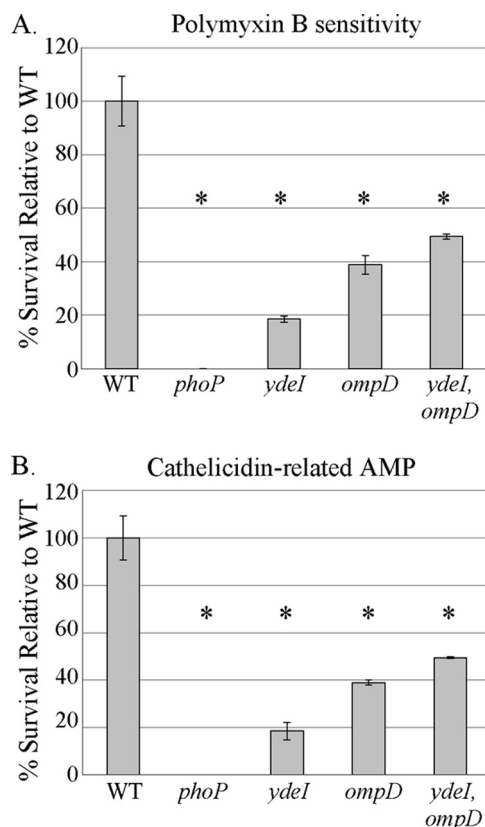 A.
Polymyxin B sensitivity
% Survival Relative to WT
120
100
80
60
40
20
0
* * * *
WT phoP ydeI ompD ydeI,
ompD
B.
Cathelicidin-related AMP
% Survival Relative to WT
120
100
80
60
40
20
0
* * * *
WT phoP ydeI ompD ydeI,
ompD